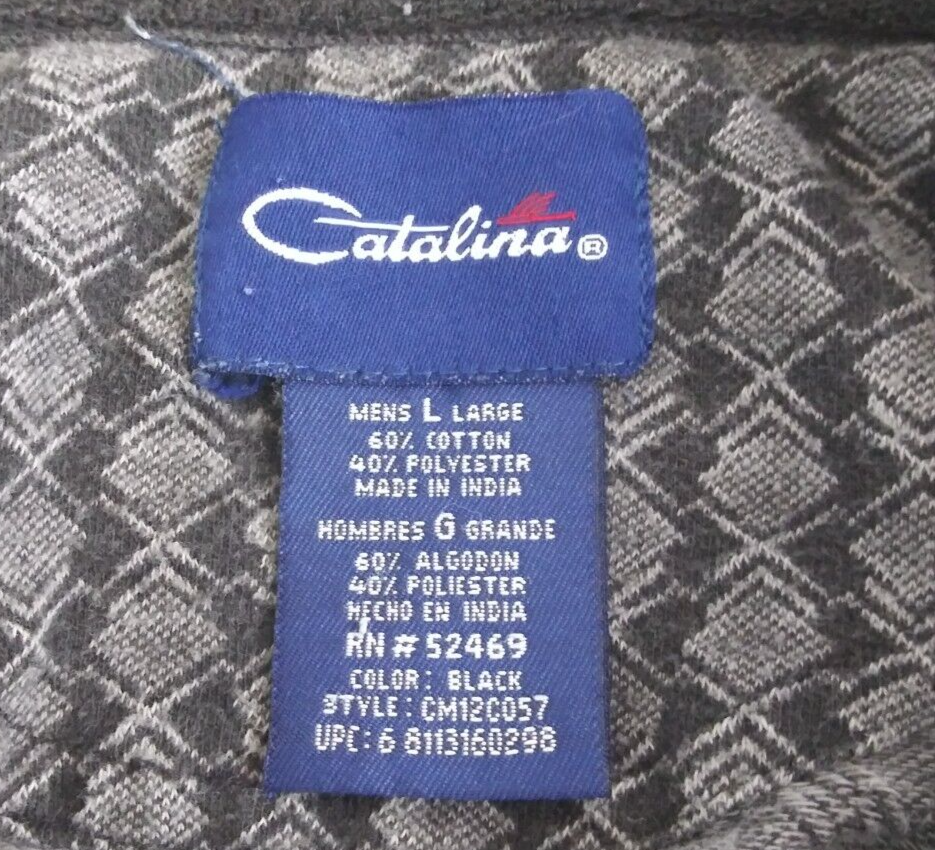 Catalina®
MENS L LARGE
60% COTTON
40% POLYESTER
MADE IN INDIA
HOMBRES G GRANDE
60% ALGODON
40% POLIESTER
HECHO EN INDIA
RN # 52469
COLOR: BLACK
STYLE: CM12C057
UPC: 6 8113160298